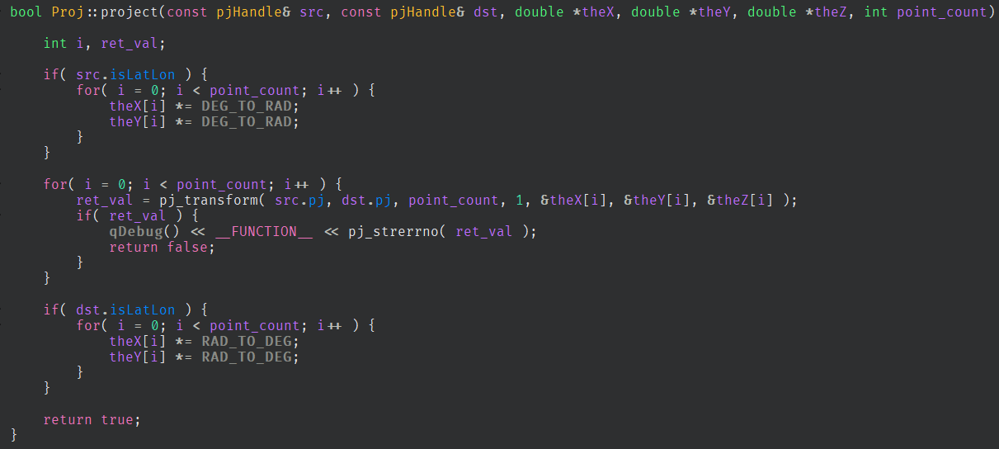 bool Proj::project(const pjHandle& src, const pjHandle& dst, double *theX, double *theY, double *theZ, int point_count)
int i, ret_val;
if( src.isLatLon ) {
for( i = 0; i < point_count; i++ ) {
theX[i] *= DEG_TO_RAD;
theY[i] *= DEG_TO_RAD;
}
}
for( i = 0; i < point_count; i++ ) {
ret_val = pj_transform( src.pj, dst.pj, point_count, 1, &theX[i], &theY[i], &theZ[i] );
if( ret_val ) {
qDebug() << __FUNCTION__ << pj_strerrno( ret_val );
return false;
}
}
if( dst.isLatLon ) {
for( i = 0; i < point_count; i++ ) {
theX[i] *= RAD_TO_DEG;
theY[i] *= RAD_TO_DEG;
}
}
return true;
}